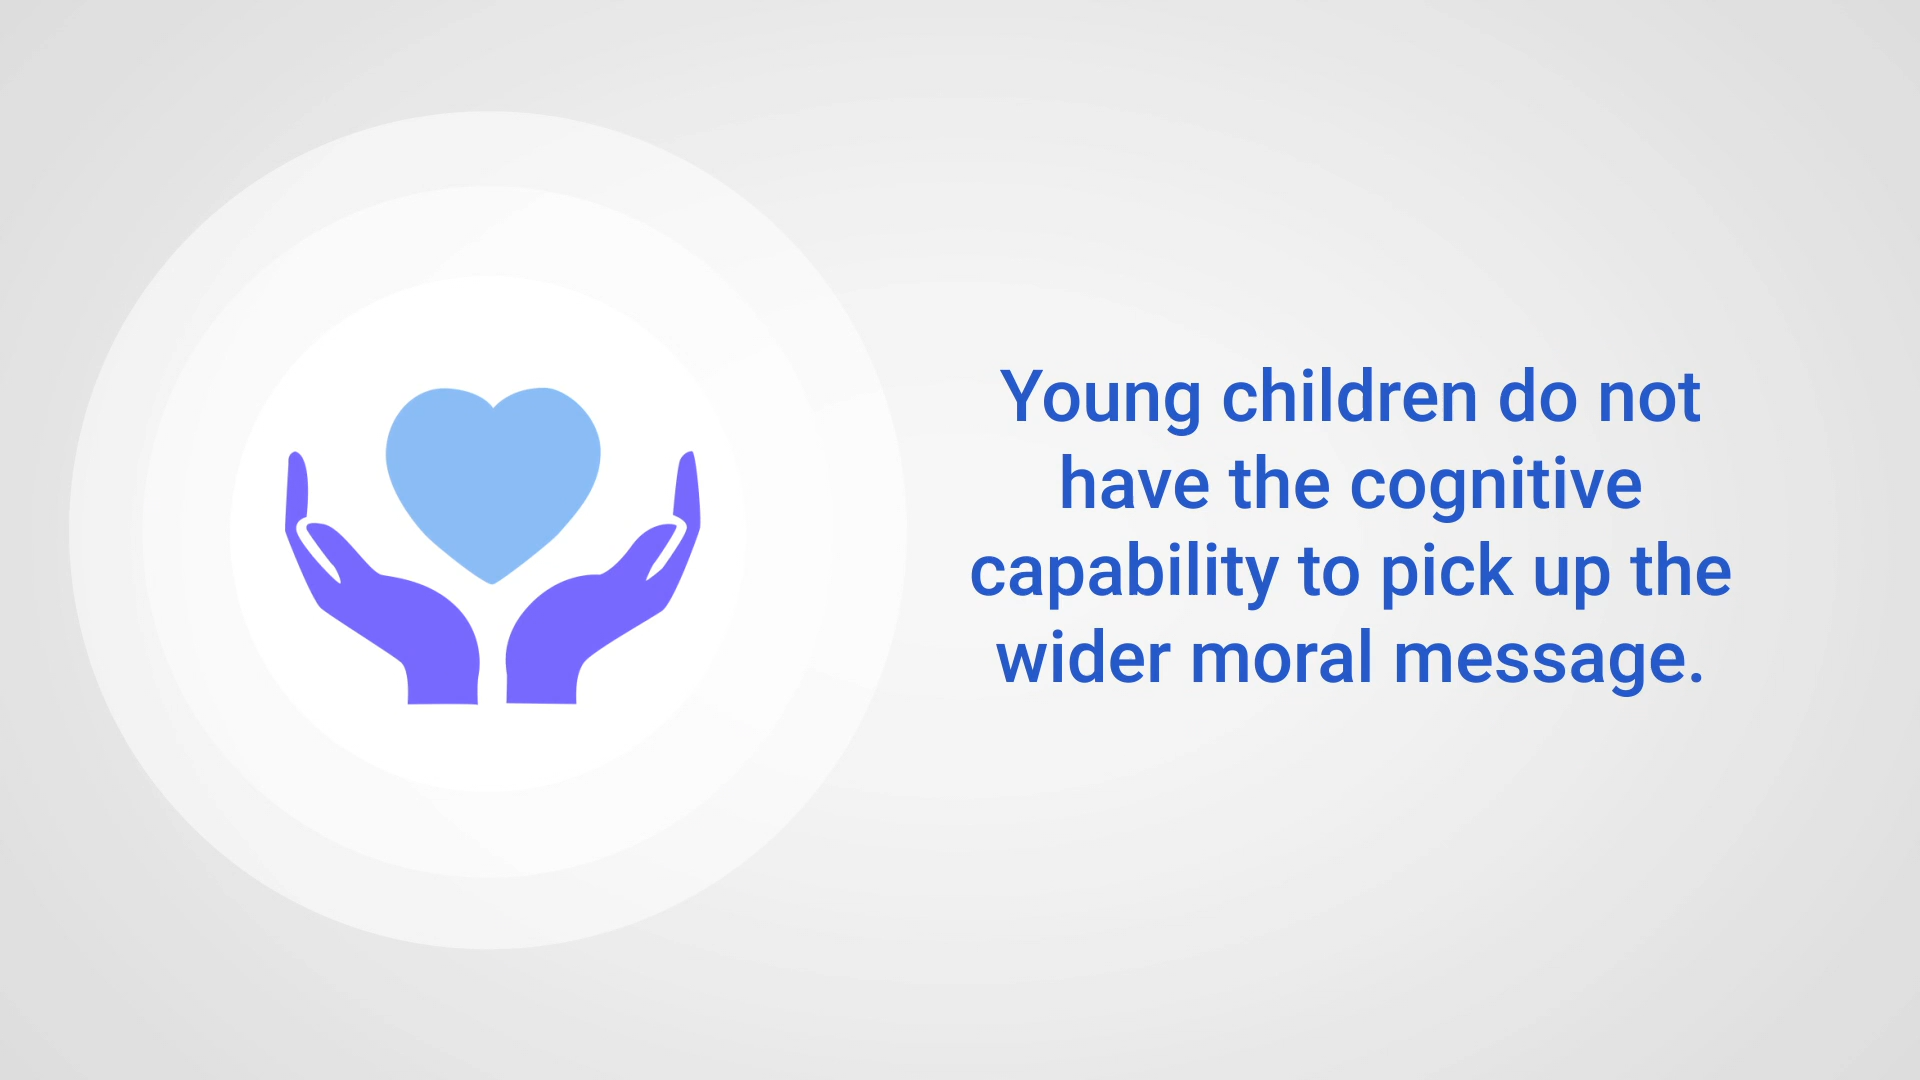 Young children do not
have the cognitive
capability to pick up the
wider moral message.